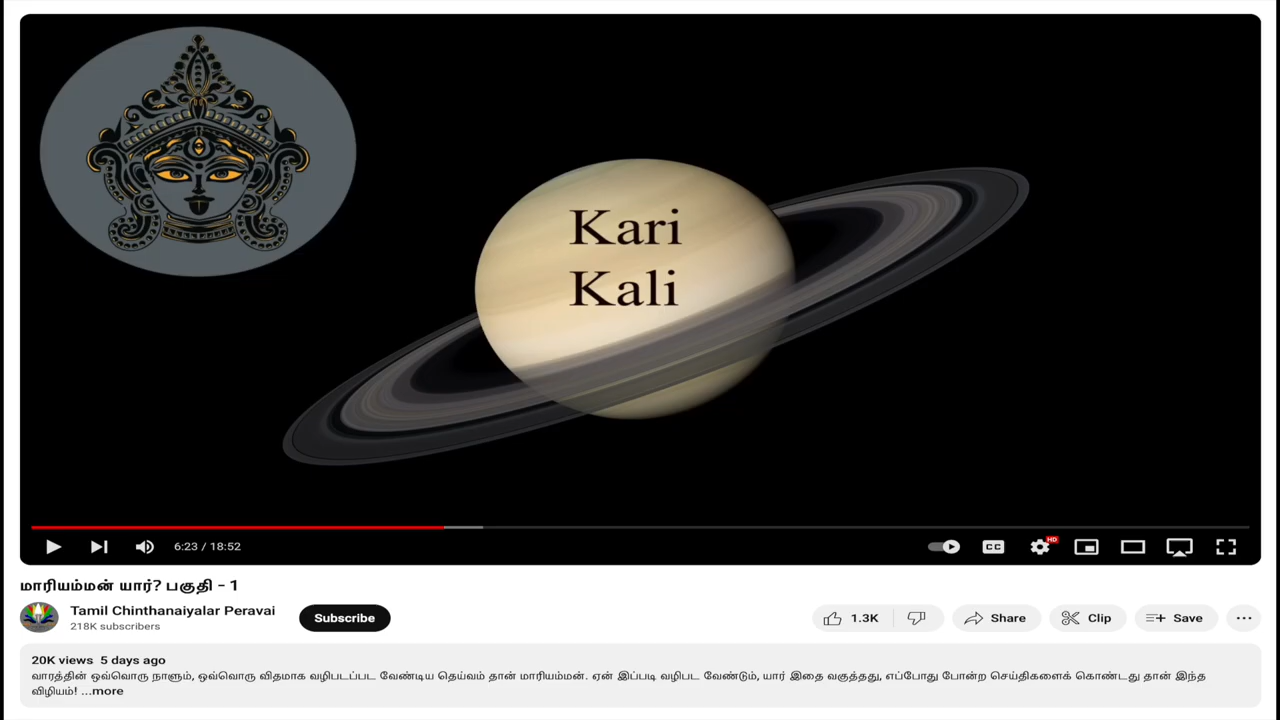 Kari
Kali
6:23 / 18:52
CC
HD
மாரியம்மன் யார்? பகுதி - 1
Tamil Chinthanaiyalar Peravai
218K subscribers
Subscribe
1.3K
Share
Clip
Save
20K views 5 days ago
வாரத்தின் ஒவ்வொரு நாளும், ஒவ்வொரு விதமாக வழிபடப்பட வேண்டிய தெய்வம் தான் மாரியம்மன். ஏன் இப்படி வழிபட வேண்டும், யார் இதை வகுத்தது, எப்போது போன்ற செய்திகளைக் கொண்டது தான் இந்த
விழியம்! ...more